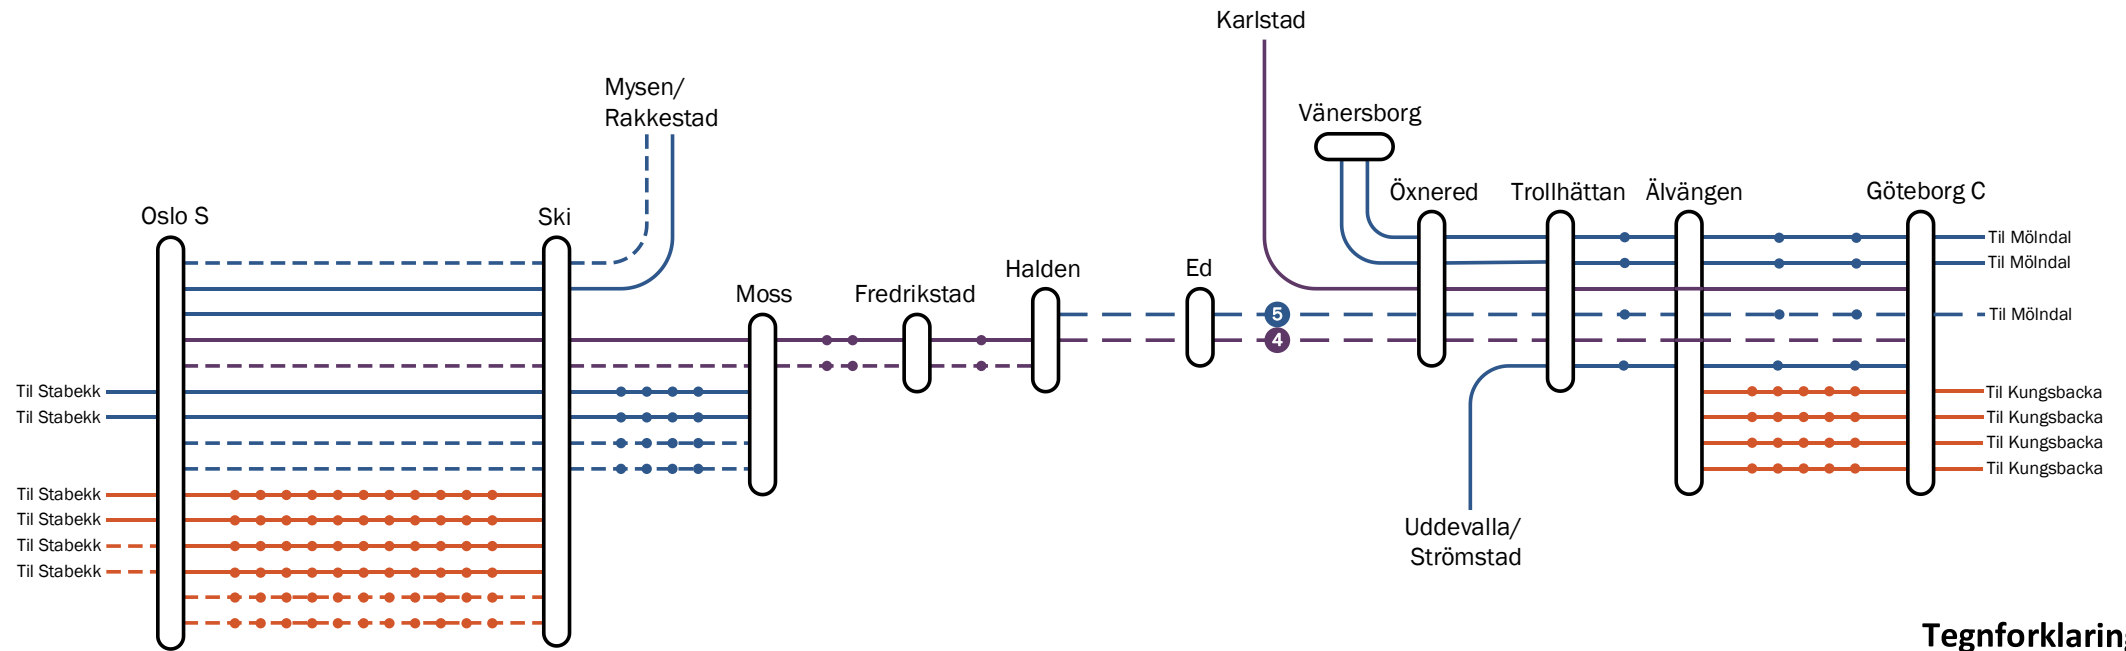 Karlstad
Mysen/
Rakkestad
Vänersborg
Oslo S
Ski
Moss
Fredrikstad
Halden
Ed
Öxnered
Trollhättan
Älvängen
Göteborg C
Til Mölndal
Til Mölndal
5
Til Mölndal
4
Til Stabekk
Til Stabekk
Til Kungsbacka
Til Kungsbacka
Til Kungsbacka
Til Kungsbacka
Til Stabekk
Til Stabekk
Til Stabekk
Til Stabekk
Uddevalla/
Strömstad
Tegnforklaring